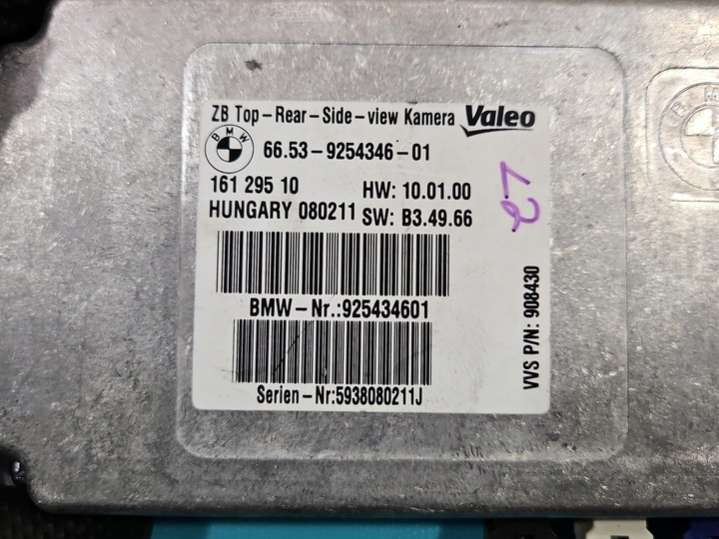 ZB Top-Rear-Side-view Kamera Valeo
BMW 66.53-9254346-01
161 295 10 HW: 10.01.00
HUNGARY 080211 SW: B3.49.66
BMW-Nr.:925434601
Serien-Nr:5938080211J
VVS P/N: 908430